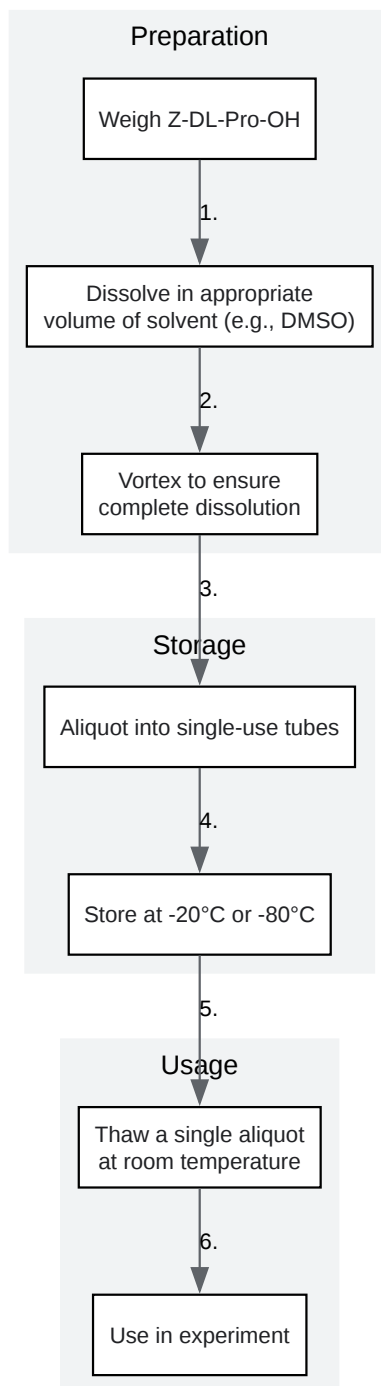 Preparation
Weigh Z-DL-Pro-OH
1.
Dissolve in appropriate
volume of solvent (e.g., DMSO)
2.
Vortex to ensure
complete dissolution
3.
Storage
Aliquot into single-use tubes
4.
Store at -20°C or -80°C
5.
Usage
Thaw a single aliquot
at room temperature
6.
Use in experiment